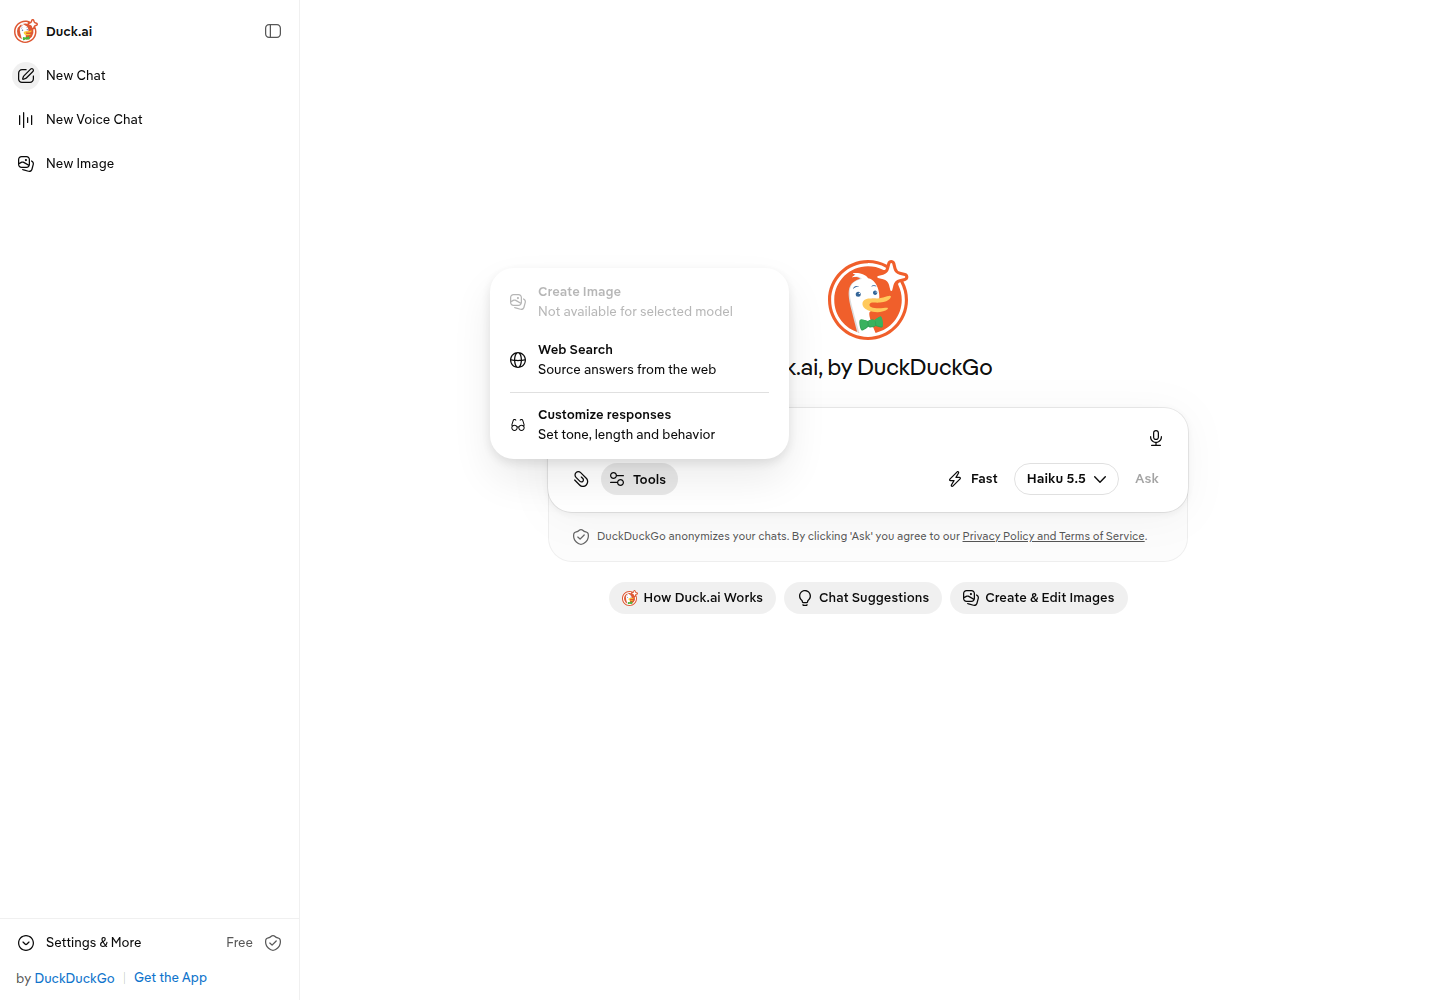 Duck.ai
New Chat
New Voice Chat
New Image
Create Image
Not available for selected model
Web Search
Source answers from the web
Customize responses
Set tone, length and behavior
.ai, by DuckDuckGo
Tools
Fast
Haiku 5.5
Ask
DuckDuckGo anonymizes your chats. By clicking 'Ask' you agree to our Privacy Policy and Terms of Service.
How Duck.ai Works
Chat Suggestions
Create & Edit Images
Settings & More
Free
by DuckDuckGo
Get the App